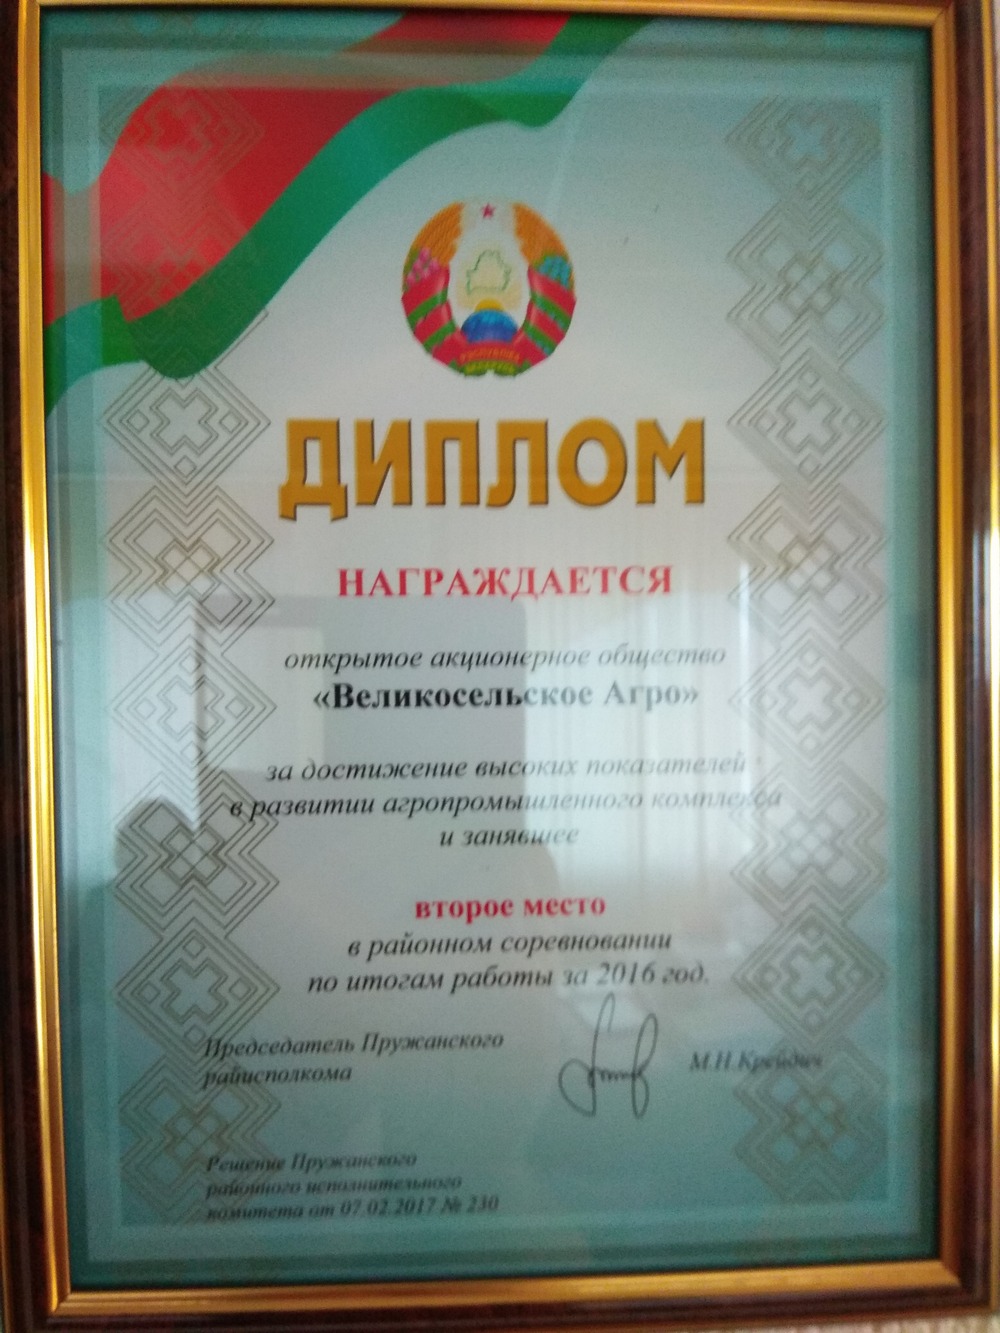 ДИПЛОМ
НАГРАЖДАЕТСЯ
открытое акционерное общество
«Великосельское Агро»
за достижение высоких показателей
в развитии агропромышленного комплекса
и занявшее
второе место
в районном соревновании
по итогам работы за 2016 год.
Председатель Пружанского
райисполкома
М.Н.Крейдич
Решение Пружанского
районного исполнительного
комитета от 07.02.2017 № 230